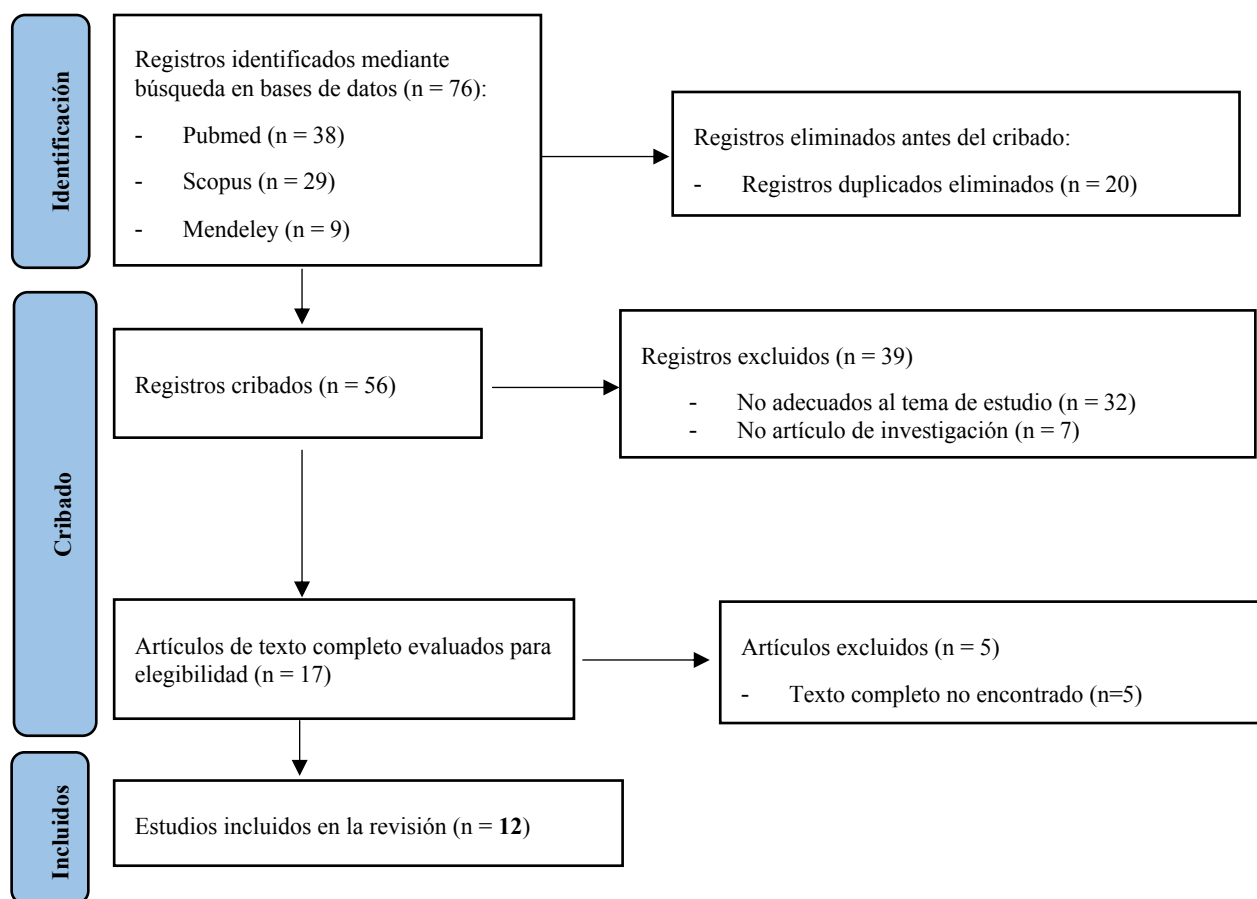 Identificación
Registros identificados mediante
búsqueda en bases de datos (n = 76):
- Pubmed (n = 38)
- Scopus (n = 29)
- Mendeley (n = 9)
Registros eliminados antes del cribado:
- Registros duplicados eliminados (n = 20)
Cribado
Registros cribados (n = 56)
Registros excluidos (n = 39)
- No adecuados al tema de estudio (n = 32)
- No artículo de investigación (n = 7)
Artículos de texto completo evaluados para
elegibilidad (n = 17)
Artículos excluidos (n = 5)
- Texto completo no encontrado (n=5)
Incluidos
Estudios incluidos en la revisión (n = 12)